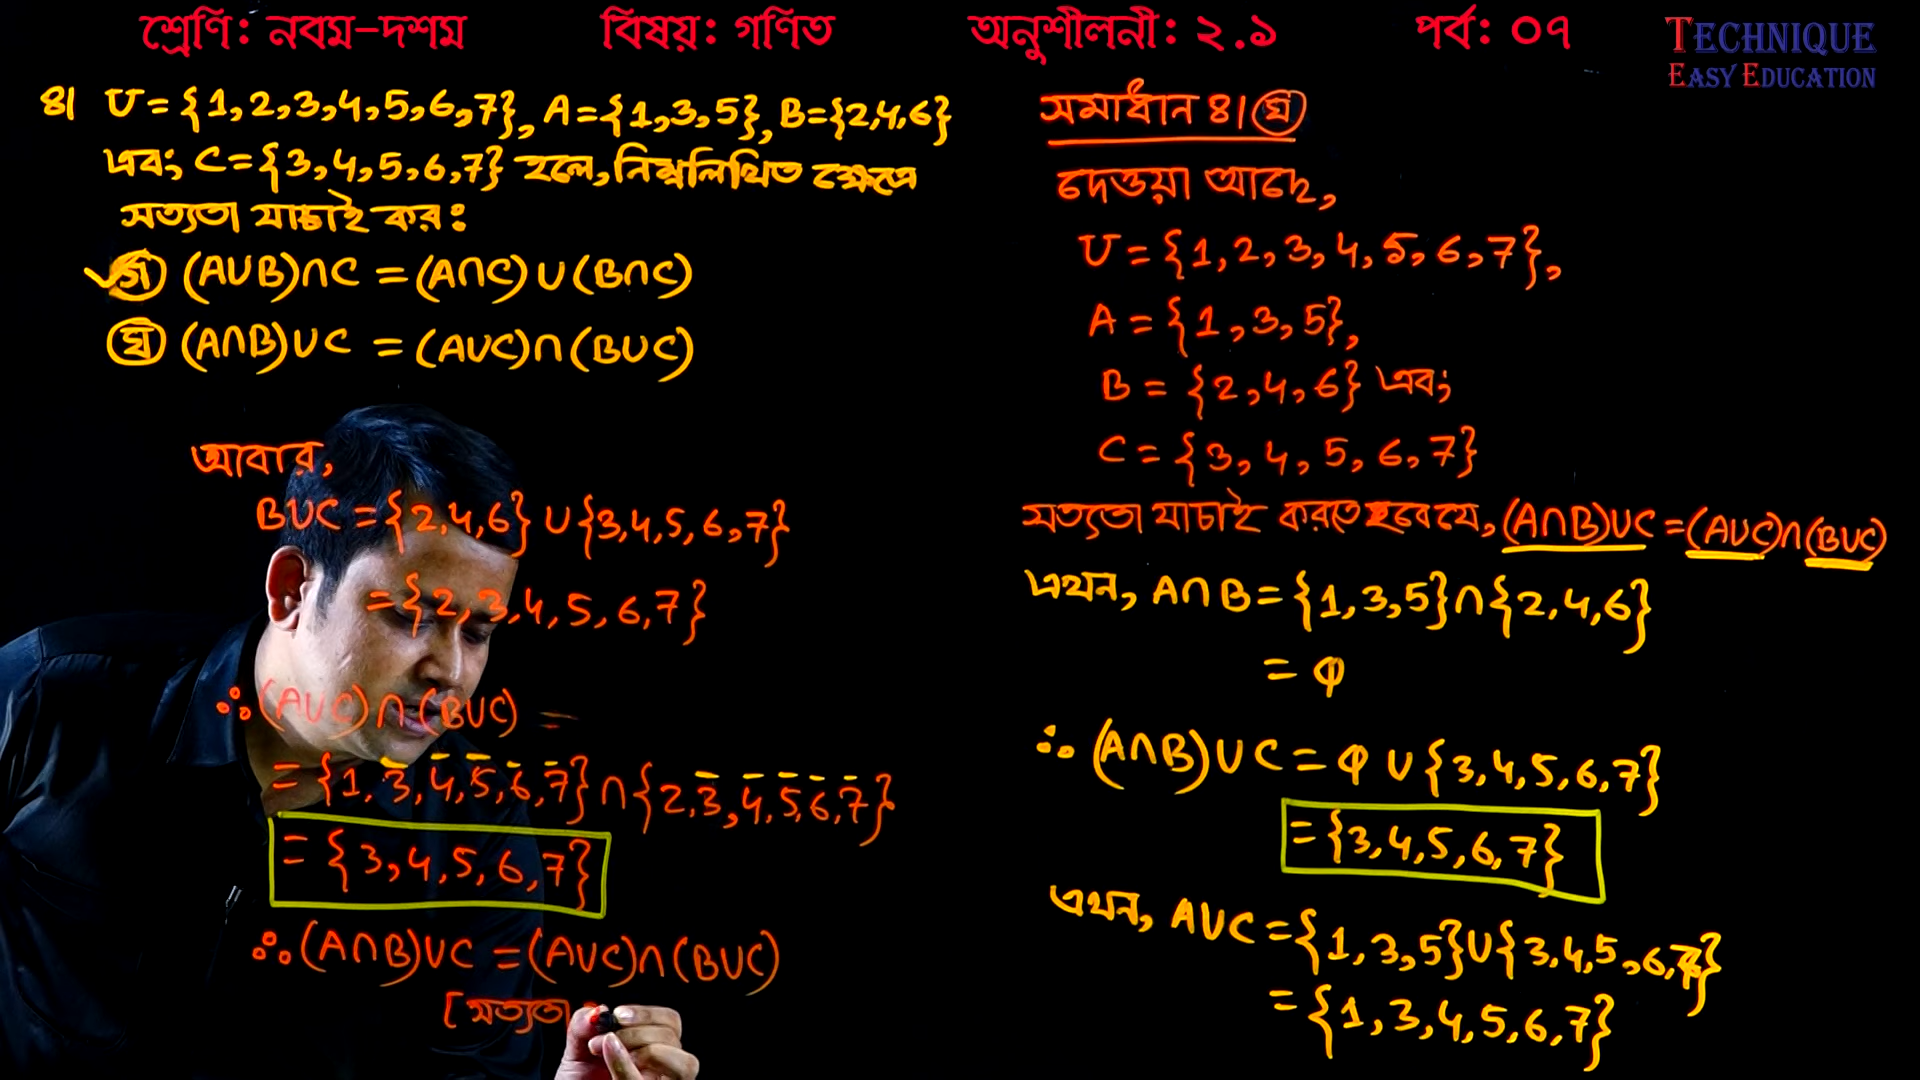 শ্রেণি: নবম-দশম বিষয়: গণিত অনুশীলনী: ২.১ পর্ব: ০৭
TECHNIQUE
EASY EDUCATION
8। U={1,2,3,4,5,6,7}, A={1,3,5}, B={2,4,6}
এবং C={3,4,5,6,7} হলে, নিম্নলিখিত ক্ষেত্রে
সত্যতা যাচাই কর:
গ (A∪B)∩C = (A∩C)∪(B∩C)
ঘ (A∩B)∪C = (A∪C)∩(B∪C)
আবার,
B∪C = {2,4,6} ∪ {3,4,5,6,7}
= {2,3,4,5,6,7}
∴ (A∪C)∩(B∪C) =
= {1,3,4,5,6,7} ∩ {2,3,4,5,6,7}
= {3,4,5,6,7}
∴ (A∩B)∪C = (A∪C)∩(B∪C)
[সত্যতা
সমাধান ৪। ঘ
দেওয়া আছে,
U = {1,2,3,4,5,6,7},
A = {1,3,5},
B = {2,4,6} এবং
C = {3,4,5,6,7}
সত্যতা যাচাই করতে হবে যে, (A∩B)∪C = (A∪C)∩(B∪C)
এখন, A∩B = {1,3,5}∩{2,4,6}
= φ
∴ (A∩B)∪C = φ ∪ {3,4,5,6,7}
= {3,4,5,6,7}
এখন, A∪C = {1,3,5}∪{3,4,5,6,7}
= {1,3,4,5,6,7}